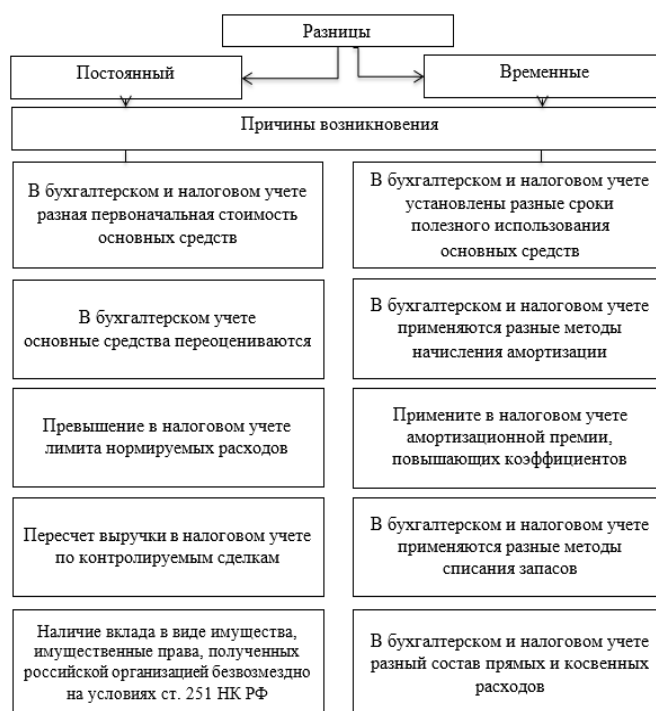 Разницы
Постоянный
Временные
Причины возникновения
В бухгалтерском и налоговом учете
разная первоначальная стоимость
основных средств
В бухгалтерском и налоговом учете
установлены разные сроки
полезного использования
основных средств
В бухгалтерском учете
основные средства переоцениваются
В бухгалтерском и налоговом учете
применяются разные методы
начисления амортизации
Превышение в налоговом учете
лимита нормируемых расходов
Примените в налоговом учете
амортизационной премии,
повышающих коэффициентов
Пересчет выручки в налоговом учете
по контролируемым сделкам
В бухгалтерском и налоговом учете
применяются разные методы
списания запасов
Наличие вклада в виде имущества,
имущественные права, полученных
российской организацией безвозмездно
на условиях ст. 251 НК РФ
В бухгалтерском и налоговом учете
разный состав прямых и косвенных
расходов